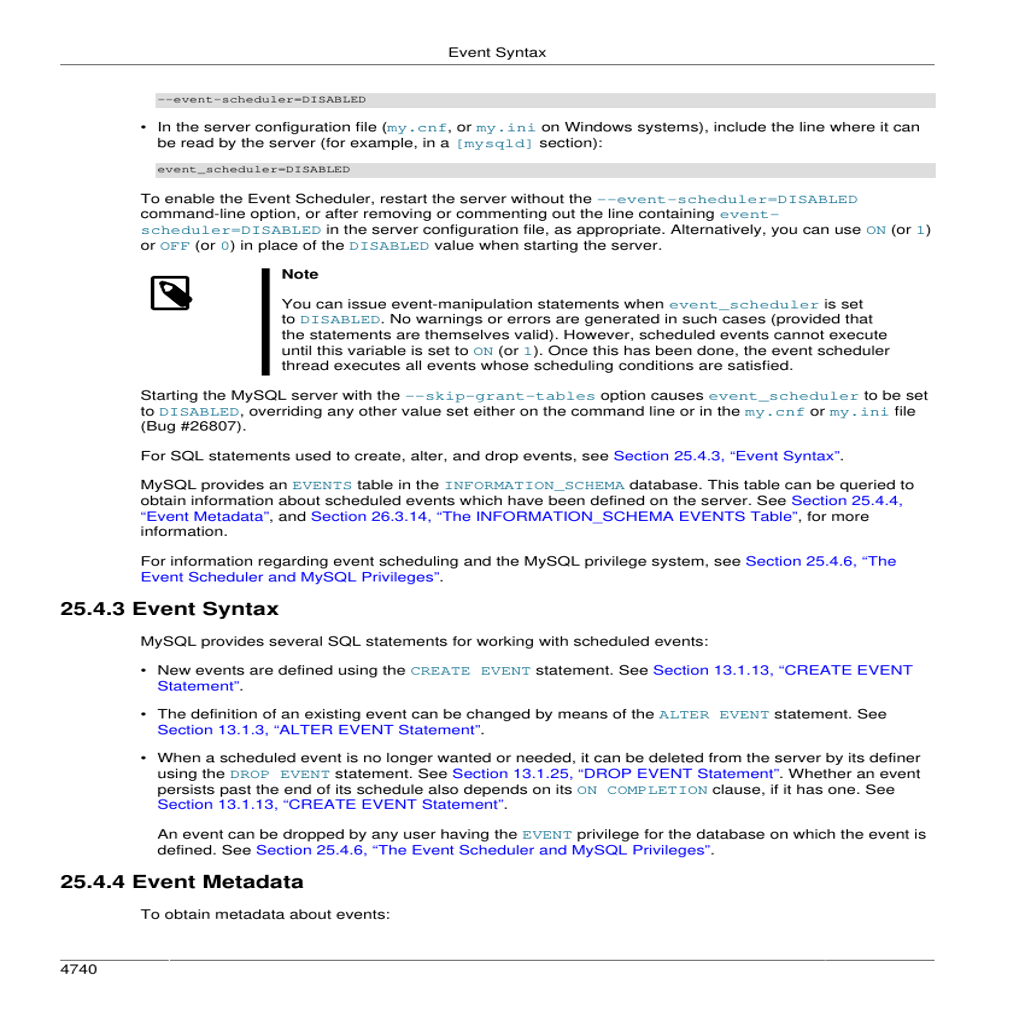 Event Syntax
--event-scheduler=DISABLED
• In the server configuration file (my.cnf, or my.ini on Windows systems), include the line where it can
be read by the server (for example, in a [mysqld] section):
event_scheduler=DISABLED
To enable the Event Scheduler, restart the server without the --event-scheduler=DISABLED
command-line option, or after removing or commenting out the line containing event-
scheduler=DISABLED in the server configuration file, as appropriate. Alternatively, you can use ON (or 1)
or OFF (or 0) in place of the DISABLED value when starting the server.
Note
You can issue event-manipulation statements when event_scheduler is set
to DISABLED. No warnings or errors are generated in such cases (provided that
the statements are themselves valid). However, scheduled events cannot execute
until this variable is set to ON (or 1). Once this has been done, the event scheduler
thread executes all events whose scheduling conditions are satisfied.
Starting the MySQL server with the --skip-grant-tables option causes event_scheduler to be set
to DISABLED, overriding any other value set either on the command line or in the my.cnf or my.ini file
(Bug #26807).
For SQL statements used to create, alter, and drop events, see Section 25.4.3, “Event Syntax”.
MySQL provides an EVENTS table in the INFORMATION_SCHEMA database. This table can be queried to
obtain information about scheduled events which have been defined on the server. See Section 25.4.4,
“Event Metadata”, and Section 26.3.14, “The INFORMATION_SCHEMA EVENTS Table”, for more
information.
For information regarding event scheduling and the MySQL privilege system, see Section 25.4.6, “The
Event Scheduler and MySQL Privileges”.
25.4.3 Event Syntax
MySQL provides several SQL statements for working with scheduled events:
• New events are defined using the CREATE EVENT statement. See Section 13.1.13, “CREATE EVENT
Statement”.
• The definition of an existing event can be changed by means of the ALTER EVENT statement. See
Section 13.1.3, “ALTER EVENT Statement”.
• When a scheduled event is no longer wanted or needed, it can be deleted from the server by its definer
using the DROP EVENT statement. See Section 13.1.25, “DROP EVENT Statement”. Whether an event
persists past the end of its schedule also depends on its ON COMPLETION clause, if it has one. See
Section 13.1.13, “CREATE EVENT Statement”.
An event can be dropped by any user having the EVENT privilege for the database on which the event is
defined. See Section 25.4.6, “The Event Scheduler and MySQL Privileges”.
25.4.4 Event Metadata
To obtain metadata about events:
4740